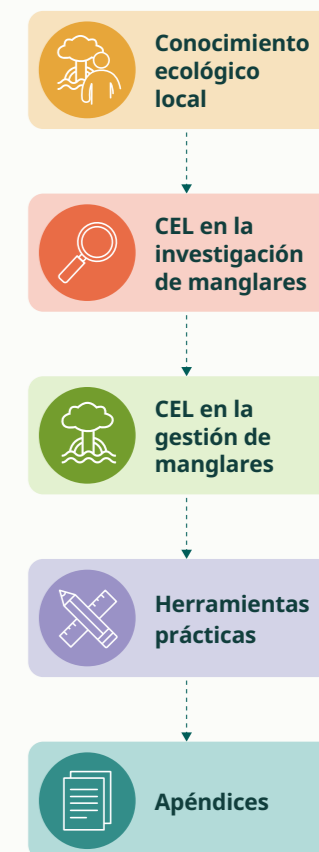 Conocimiento
ecológico
local
CEL en la
investigación
de manglares
CEL en la
gestión de
manglares
Herramientas
prácticas
Apéndices